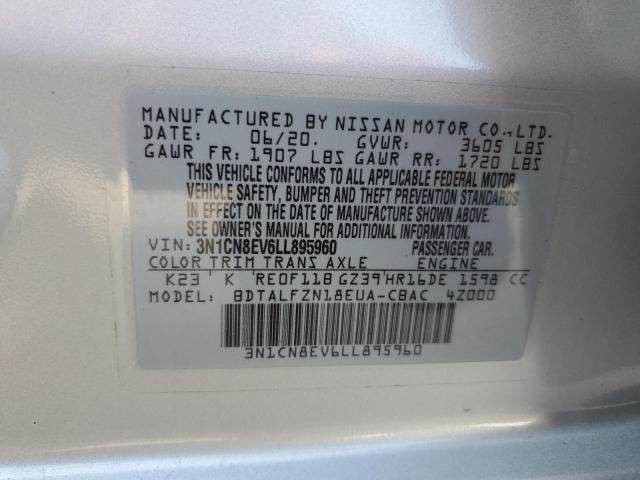 MANUFACTURED BY NISSAN MOTOR CO.,LTD.
DATE: 06/20. GVWR: 3605 LBS
GAWR FR: 1907 LBS GAWR RR: 1720 LBS
THIS VEHICLE CONFORMS TO ALL APPLICABLE FEDERAL MOTOR
VEHICLE SAFETY, BUMPER AND THEFT PREVENTION STANDARDS
IN EFFECT ON THE DATE OF MANUFACTURE SHOWN ABOVE.
SEE OWNER'S MANUAL OR DEALER FOR ADDITIONAL INFORMATION.
VIN: 3N1CN8EV6LL895960 PASSENGER CAR.
COLOR TRIM TRANS AXLE ENGINE
K23 K RE0F11B GZ39 HR16DE 1598 CC
BDTALFZN18EUA-CBAC 4Z000
3N1CN8EV6LL895960